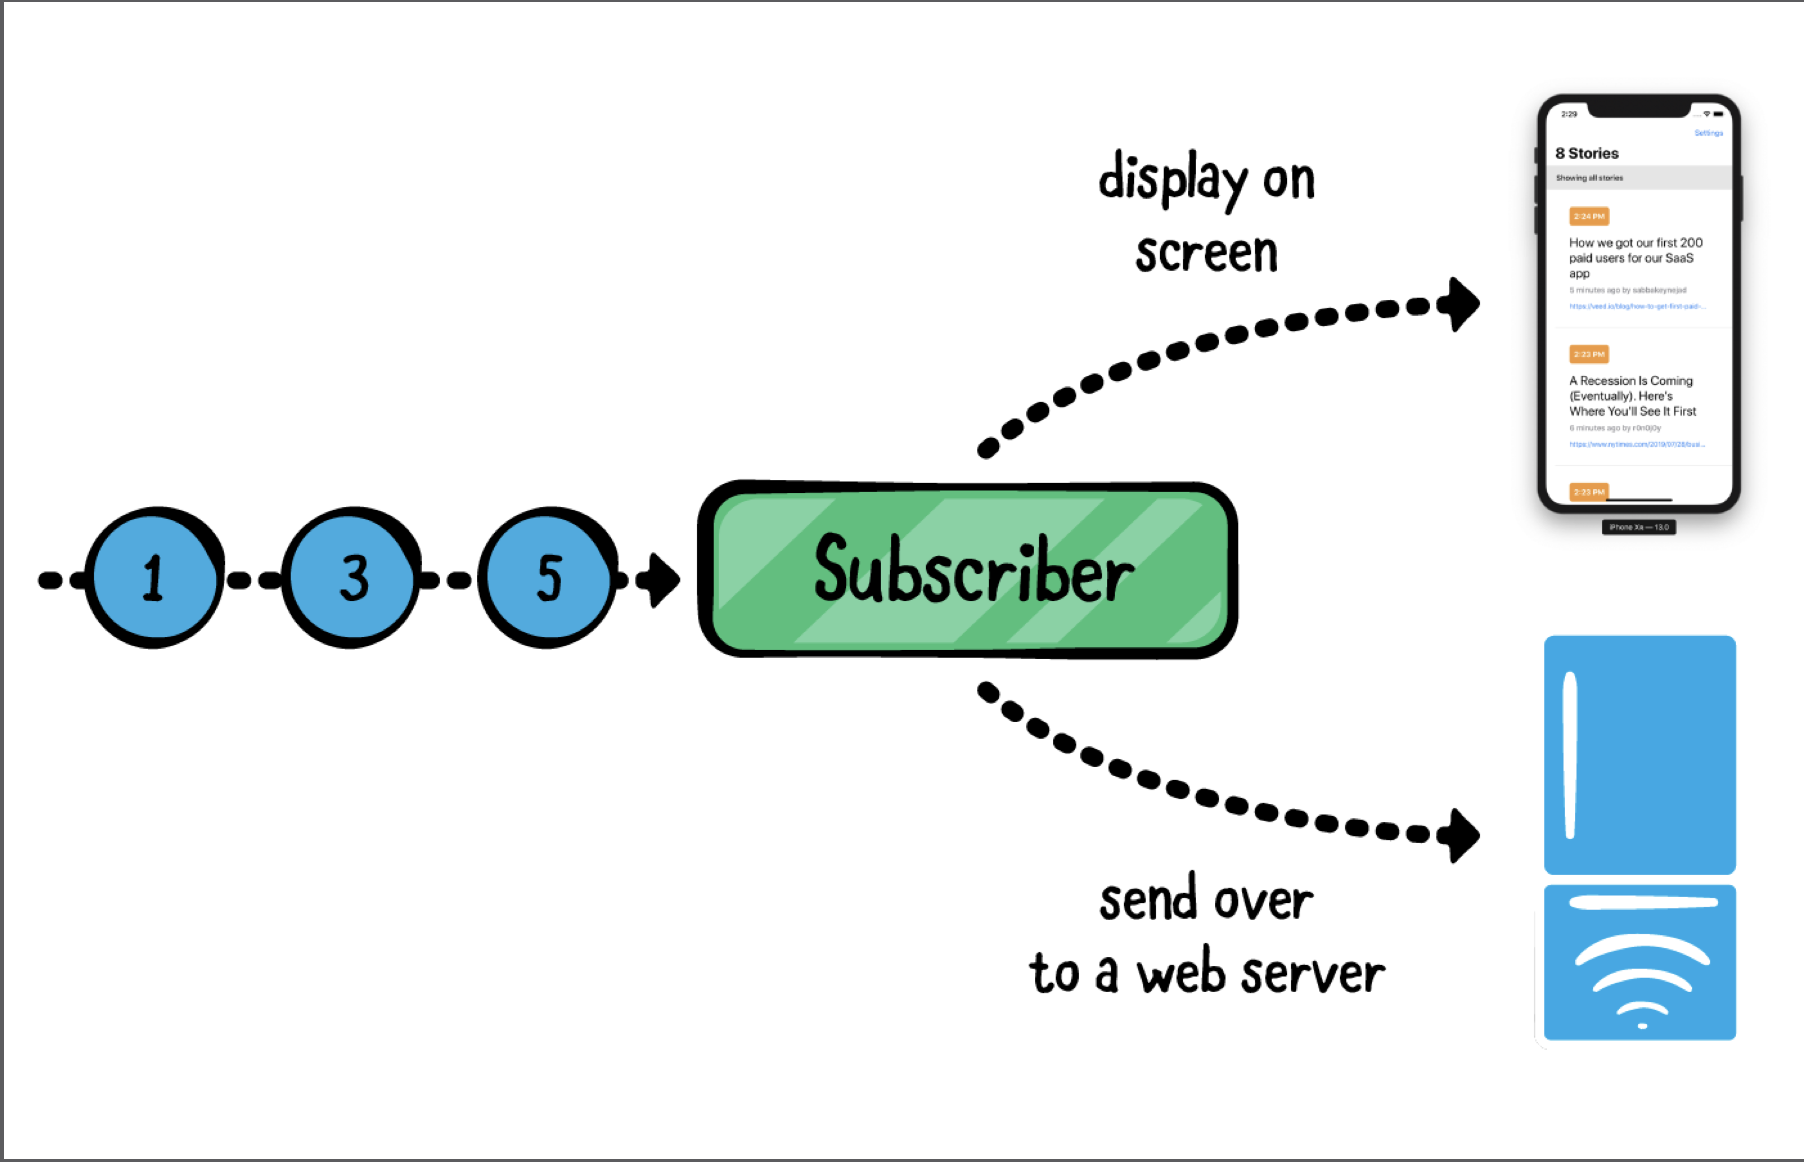 display on
screen
1
3
5
Subscriber
send over
to a web server
2:29
Settings
8 Stories
Showing all stories
2:24 PM
How we got our first 200
paid users for our SaaS
app
5 minutes ago by sabbakeynejad
https://veed.io/blog/how-to-get-first-paid-...
2:23 PM
A Recession Is Coming
(Eventually). Here's
Where You'll See It First
6 minutes ago by r0n0j0y
https://www.nytimes.com/2019/07/28/busi...
2:23 PM
iPhone Xs — 13.0